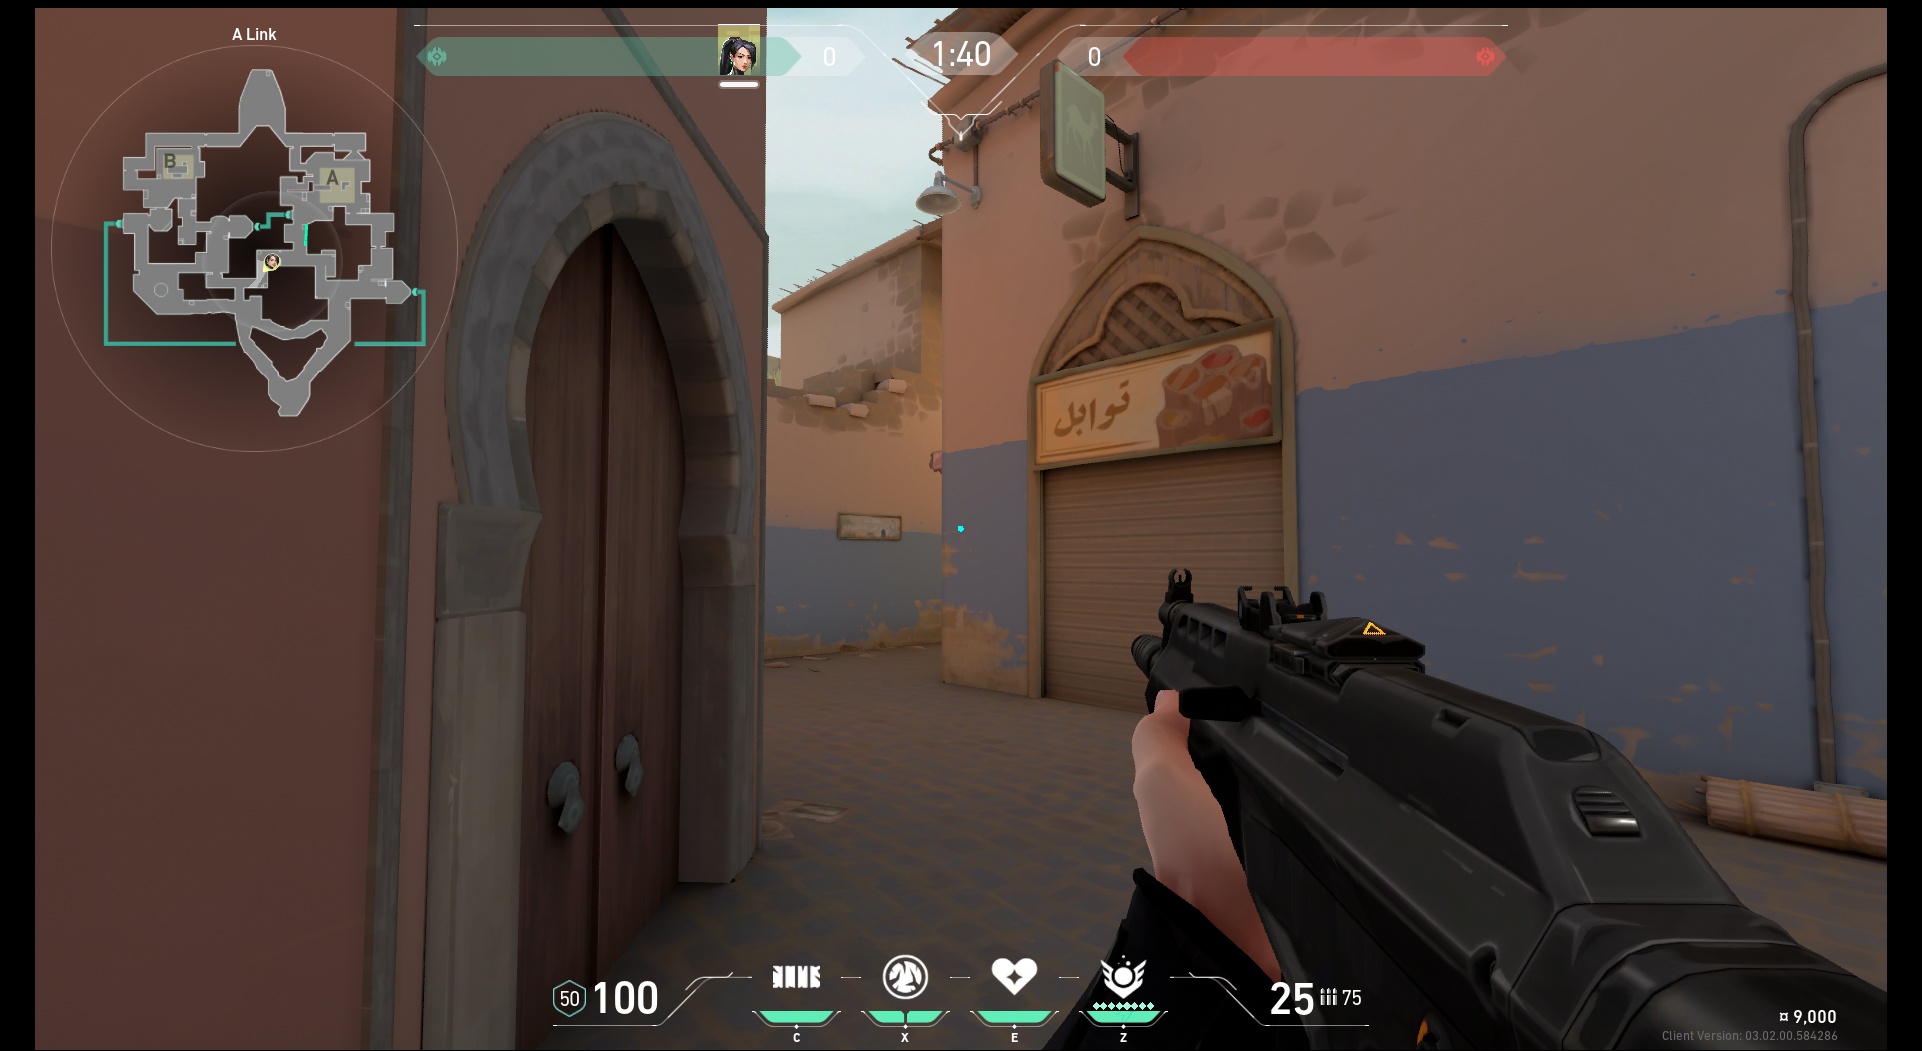 A Link
0
1:40
0
B
A
توابل
50
100
25
75
C
X
E
Z
¤ 9,000
Client Version: 03.02.00.584286